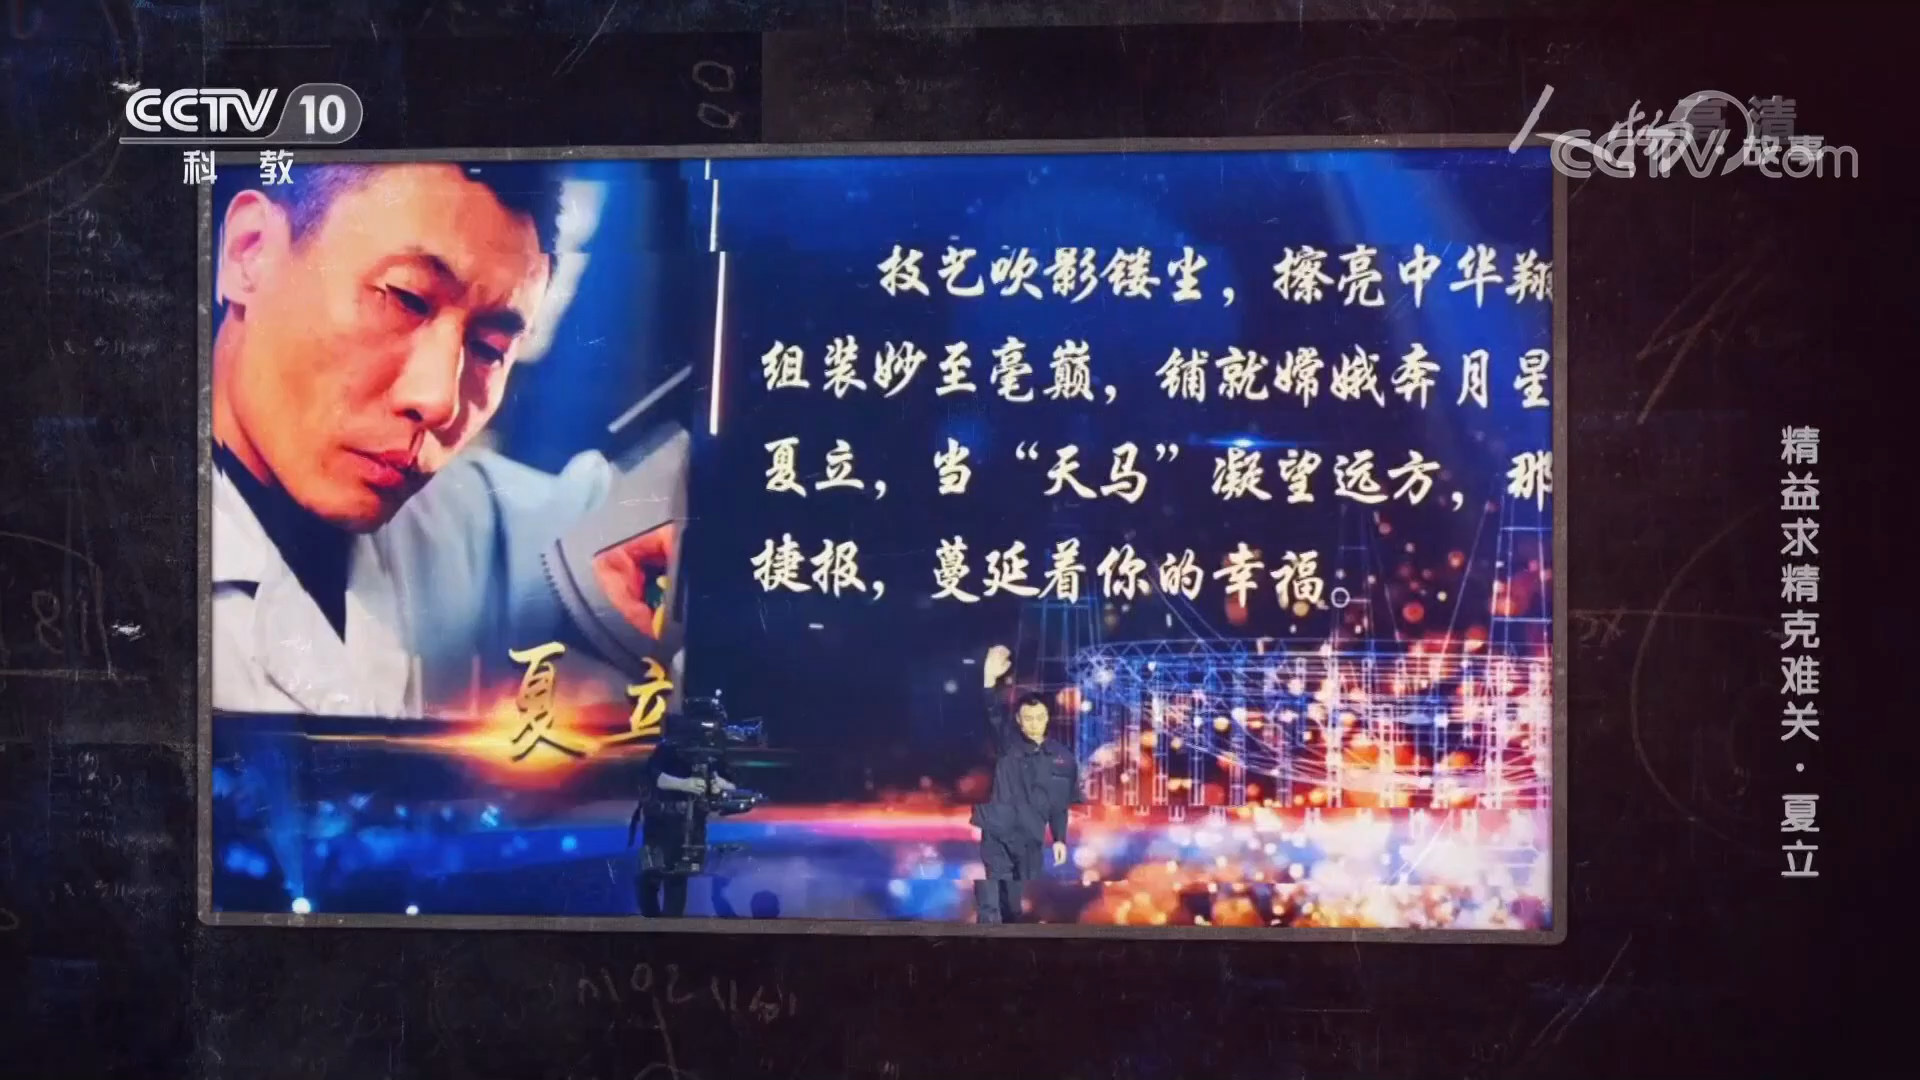 CCTV 10
科教
人物·故事
高清
CCTV.com
技艺吹影镂尘，擦亮中华翔
组装妙至毫巅，铺就嫦娥奔月星
夏立，当“天马”凝望远方，那
捷报，蔓延着你的幸福。
夏立
精益求精克难关·夏立